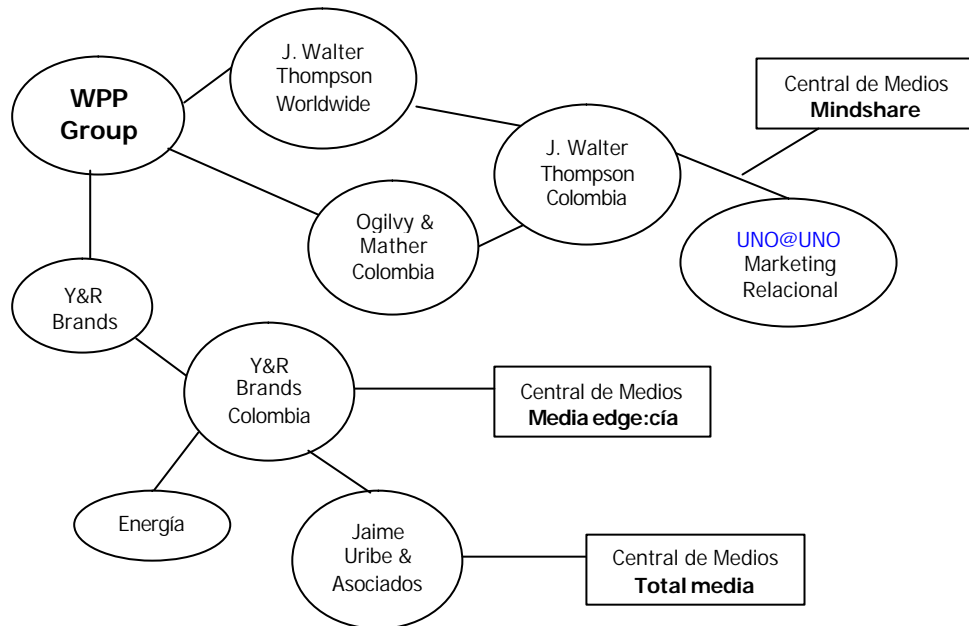 J. Walter
Thompson
Worldwide
WPP
Group
Central de Medios
Mindshare
J. Walter
Thompson
Colombia
Ogilvy &
Mather
Colombia
UNO@UNO
Marketing
Relacional
Y&R
Brands
Y&R
Brands
Colombia
Central de Medios
Media edge:cía
Energía
Jaime
Uribe &
Asociados
Central de Medios
Total media